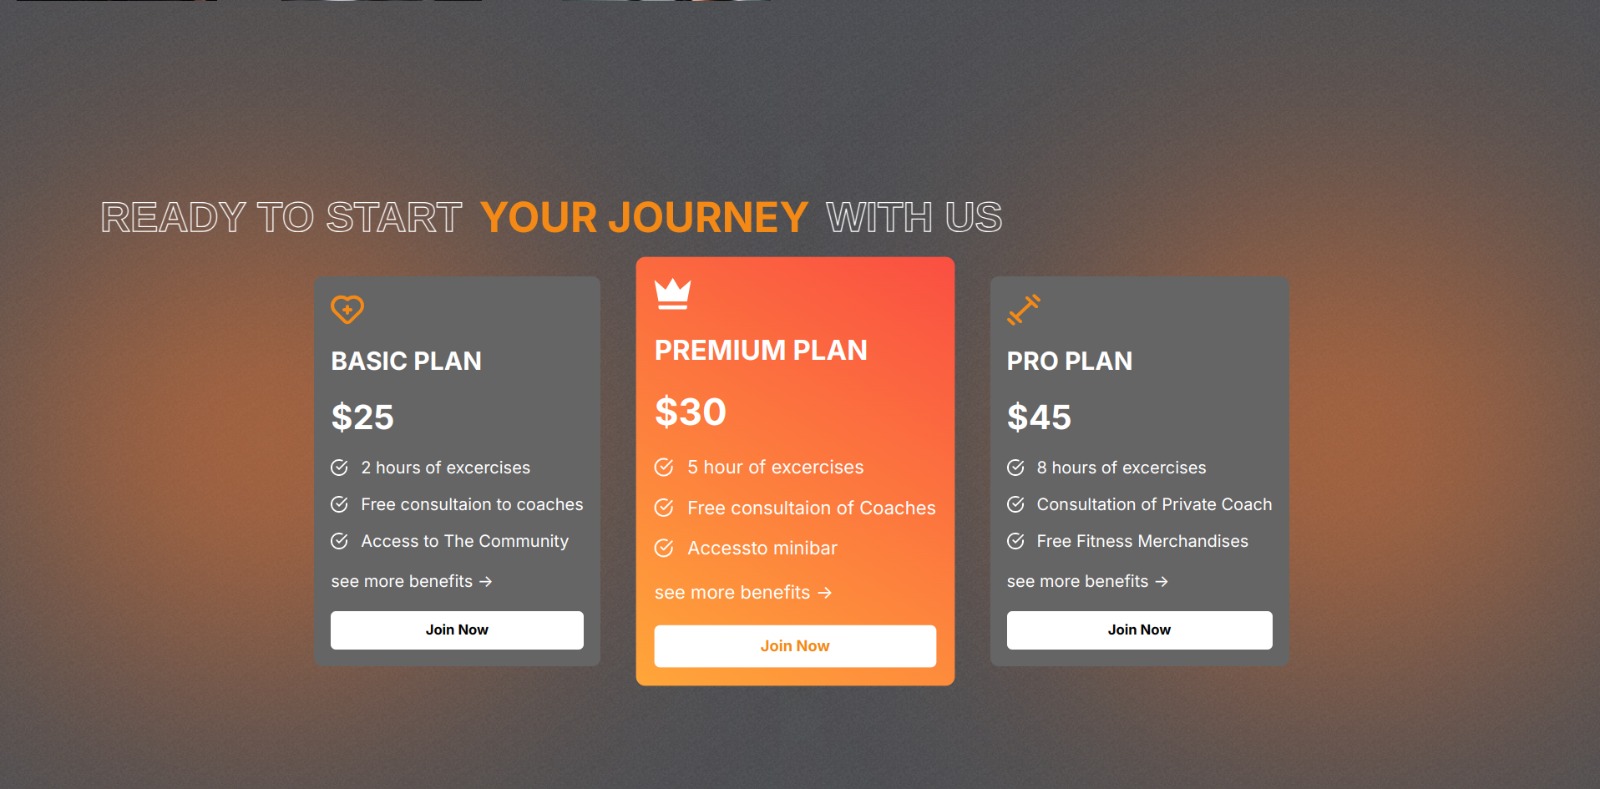 READY TO START YOUR JOURNEY WITH US
BASIC PLAN
$25
2 hours of excercises
Free consultaion to coaches
Access to The Community
see more benefits →
Join Now
PREMIUM PLAN
$30
5 hour of excercises
Free consultaion of Coaches
Accessto minibar
see more benefits →
Join Now
PRO PLAN
$45
8 hours of excercises
Consultation of Private Coach
Free Fitness Merchandises
see more benefits →
Join Now